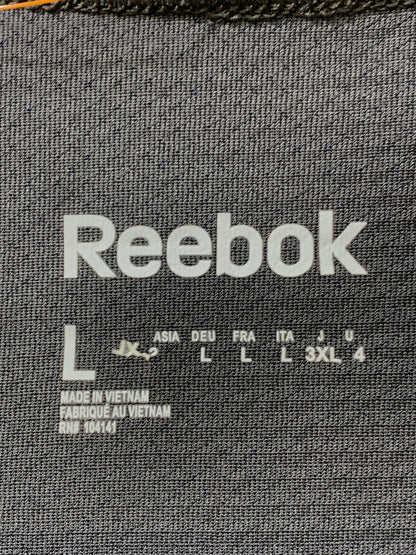 Reebok
ASIA DEU FRA ITA J U
L L L L 3XL 4
MADE IN VIETNAM
FABRIQUÉ AU VIETNAM
RN# 104141